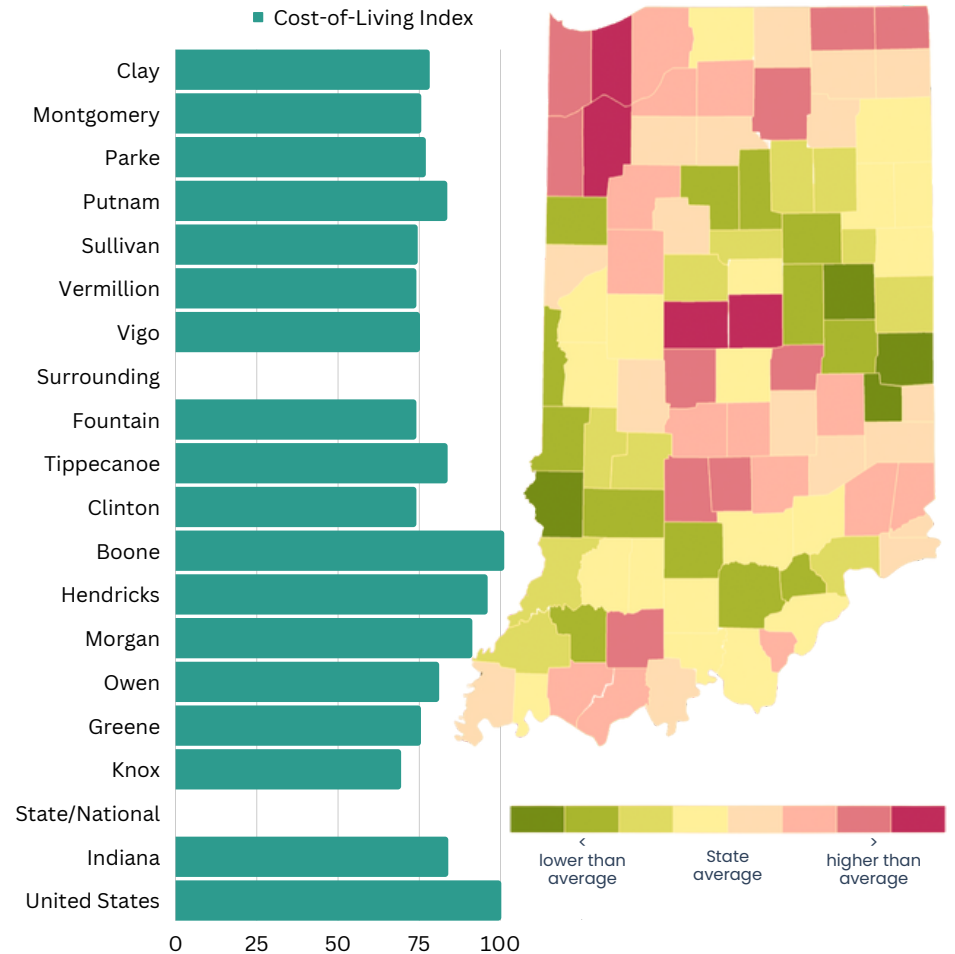 Cost-of-Living Index
Clay
Montgomery
Parke
Putnam
Sullivan
Vermillion
Vigo
Surrounding
Fountain
Tippecanoe
Clinton
Boone
Hendricks
Morgan
Owen
Greene
Knox
State/National
Indiana
United States
0 25 50 75 100
<
lower than
average
State
average
>
higher than
average